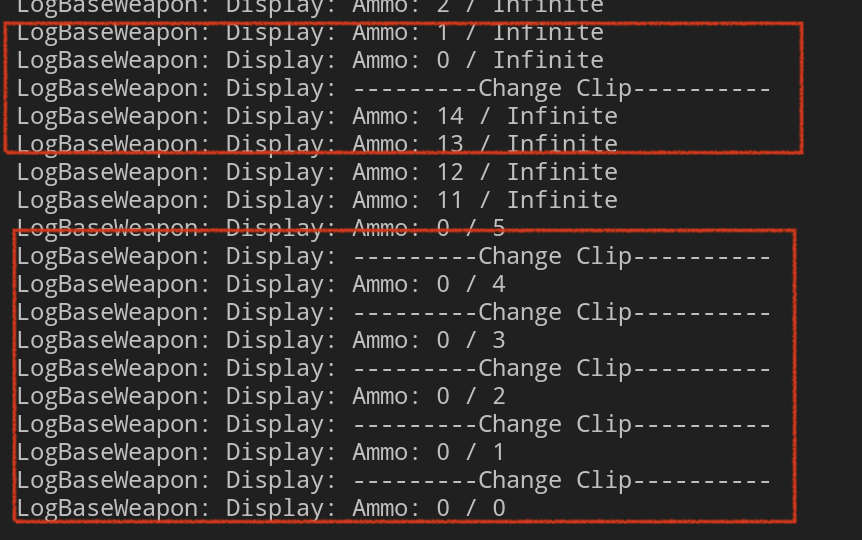 LogBaseWeapon: Display: Ammo: 2 / Infinite
LogBaseWeapon: Display: Ammo: 1 / Infinite
LogBaseWeapon: Display: Ammo: 0 / Infinite
LogBaseWeapon: Display: ---------Change Clip----------
LogBaseWeapon: Display: Ammo: 14 / Infinite
LogBaseWeapon: Display: Ammo: 13 / Infinite
LogBaseWeapon: Display: Ammo: 12 / Infinite
LogBaseWeapon: Display: Ammo: 11 / Infinite
LogBaseWeapon: Display: Ammo: 0 / 5
LogBaseWeapon: Display: ---------Change Clip----------
LogBaseWeapon: Display: Ammo: 0 / 4
LogBaseWeapon: Display: ---------Change Clip----------
LogBaseWeapon: Display: Ammo: 0 / 3
LogBaseWeapon: Display: ---------Change Clip----------
LogBaseWeapon: Display: Ammo: 0 / 2
LogBaseWeapon: Display: ---------Change Clip----------
LogBaseWeapon: Display: Ammo: 0 / 1
LogBaseWeapon: Display: ---------Change Clip----------
LogBaseWeapon: Display: Ammo: 0 / 0